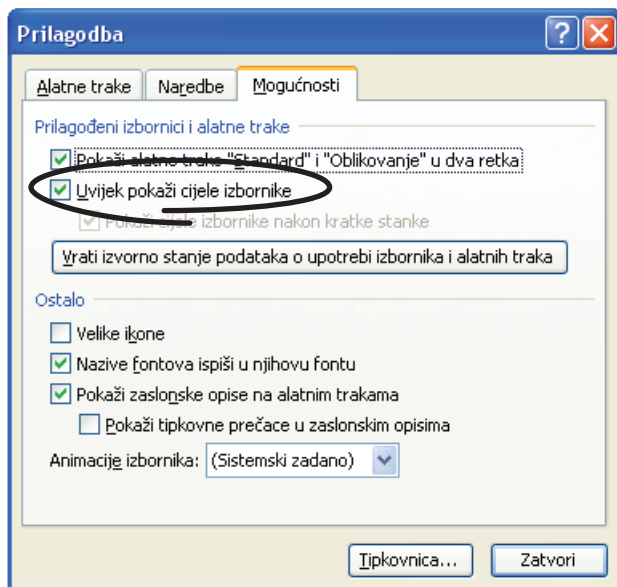 Prilagodba
Alatne trake Naredbe Mogućnosti
Prilagođeni izbornici i alatne trake
Pokaži alatne trake "Standard" i "Oblikovanje" u dva retka
Uvijek pokaži cijele izbornike
Pokaži cijele izbornike nakon kratke stanke
Vrati izvorno stanje podataka o upotrebi izbornika i alatnih traka
Ostalo
Velike ikone
Nazive fontova ispiši u njihovu fontu
Pokaži zaslonske opise na alatnim trakama
Pokaži tipkovne prečace u zaslonskim opisima
Animacije izbornika: (Sistemski zadano)
Tipkovnica... Zatvori